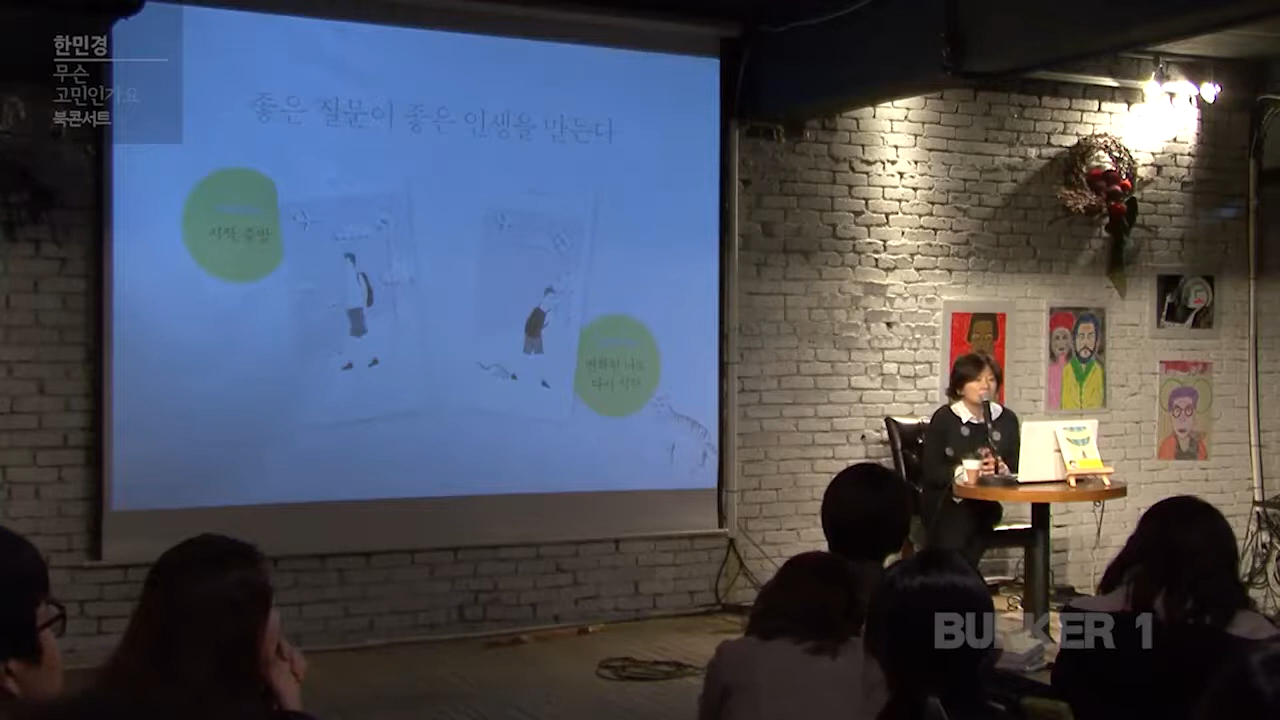 한민경
무슨
고민인가요
북콘서트
좋은 질문이 좋은 인생을 만든다
시작, 출발
변화된 나로
다시 시작
BUNKER 1